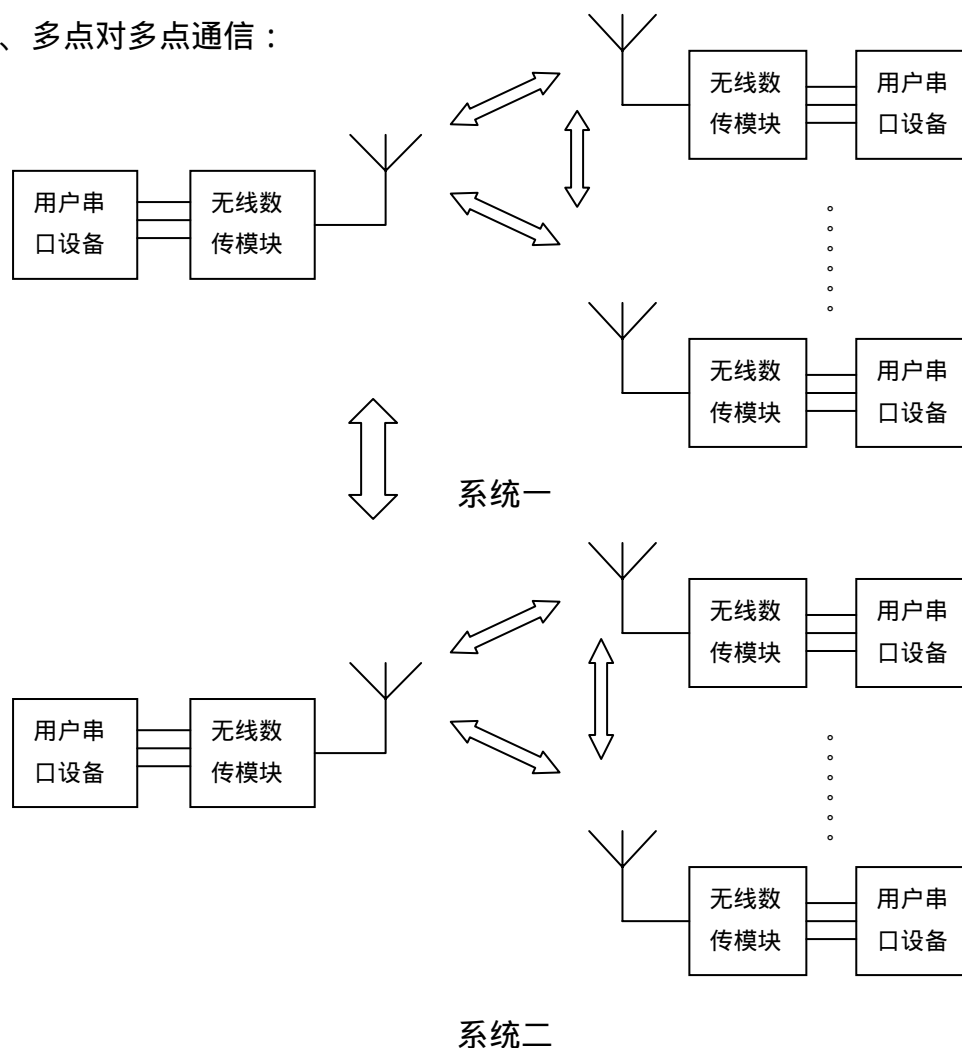 、多点对多点通信：
无线数
传模块
用户串
口设备
用户串
口设备
无线数
传模块
无线数
传模块
用户串
口设备
系统一
无线数
传模块
用户串
口设备
用户串
口设备
无线数
传模块
无线数
传模块
用户串
口设备
系统二